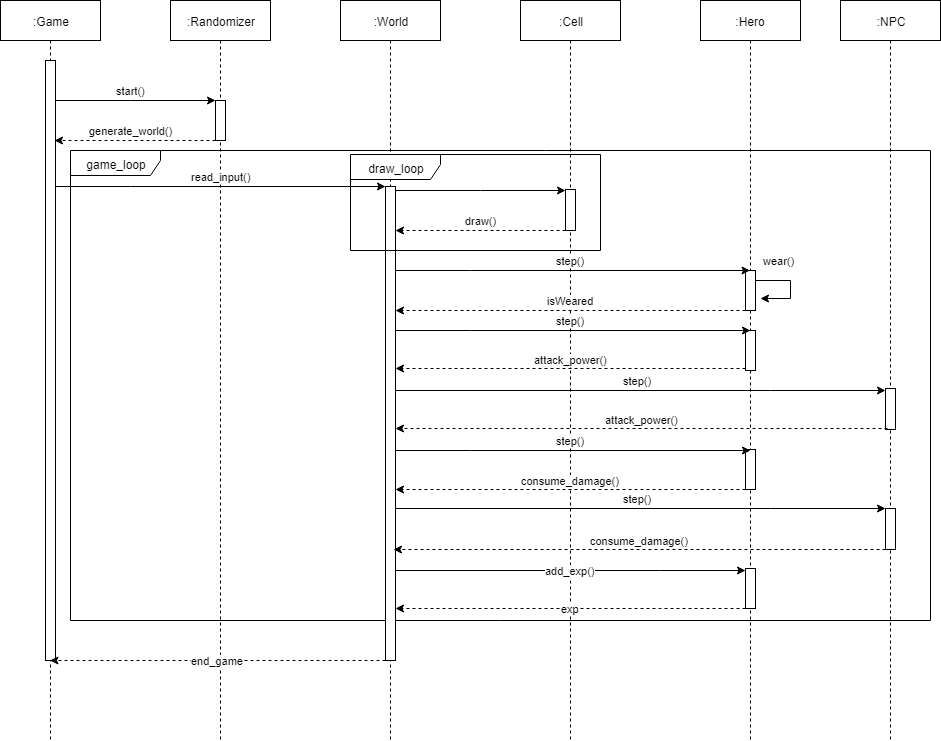 :Game
:Randomizer
:World
:Cell
:Hero
:NPC
start()
generate_world()
game_loop
draw_loop
read_input()
draw()
step()
wear()
isWeared
step()
attack_power()
step()
attack_power()
step()
consume_damage()
step()
consume_damage()
add_exp()
exp
end_game